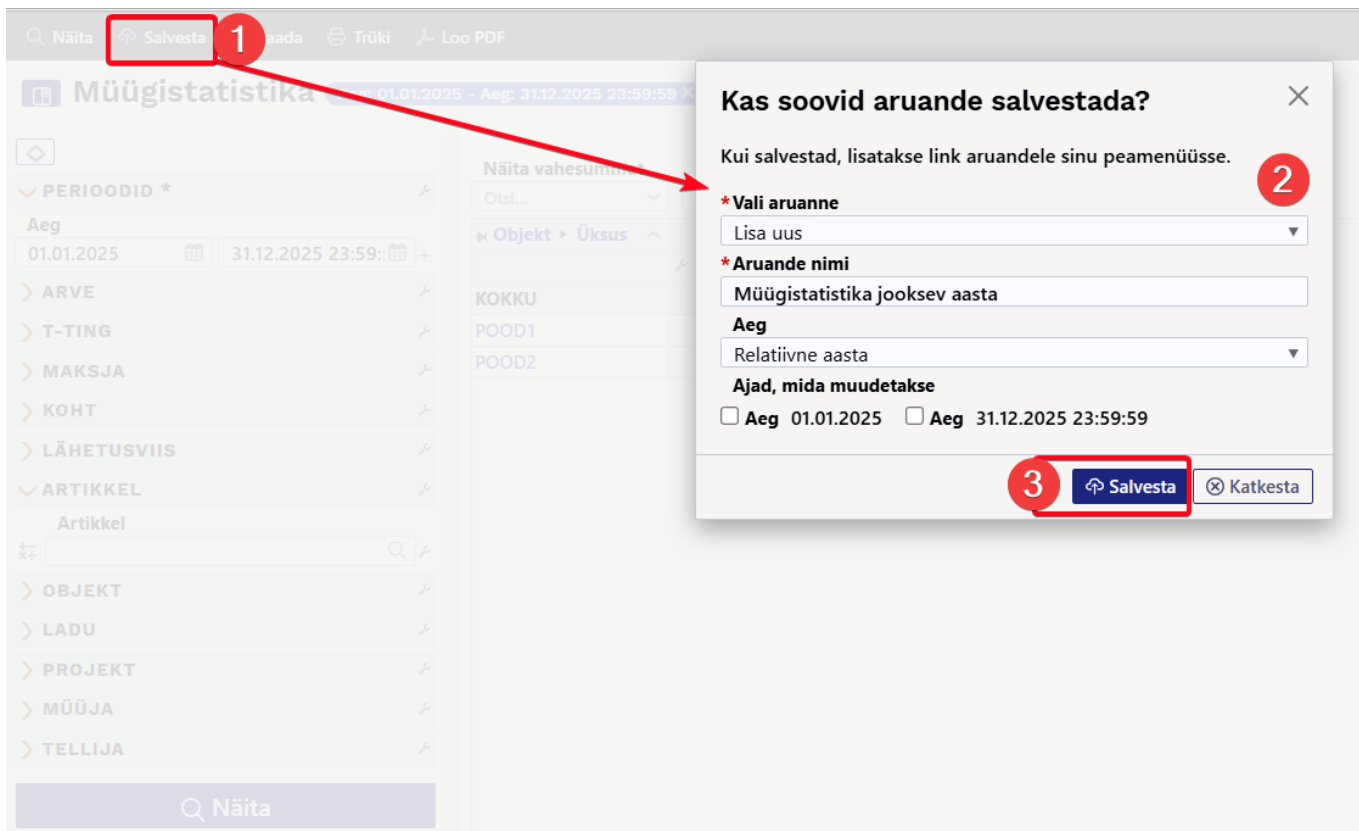 Näita Salvesta 1 aada Trüki Loo PDF
Müügistatistika Aeg: 01.01.2025 - Aeg: 31.12.2025 23:59:59
PERIOODID *
Aeg
01.01.2025 31.12.2025 23:59:
ARVE
T-TING
MAKSJA
KOHT
LÄHETUSVIIS
ARTIKKEL
Artikkel
OBJEKT
LADU
PROJEKT
MÜÜJA
TELLIJA
Näita
Näita vahesummat
Otsi...
Objekt ▸ Üksus
KOKKU
POOD1
POOD2
Kas soovid aruande salvestada?
Kui salvestad, lisatakse link aruandele sinu peamenüüsse.
2
*Vali aruanne
Lisa uus
*Aruande nimi
Müügistatistika jooksev aasta
Aeg
Relatiivne aasta
Ajad, mida muudetakse
Aeg 01.01.2025 Aeg 31.12.2025 23:59:59
3 Salvesta Katkesta